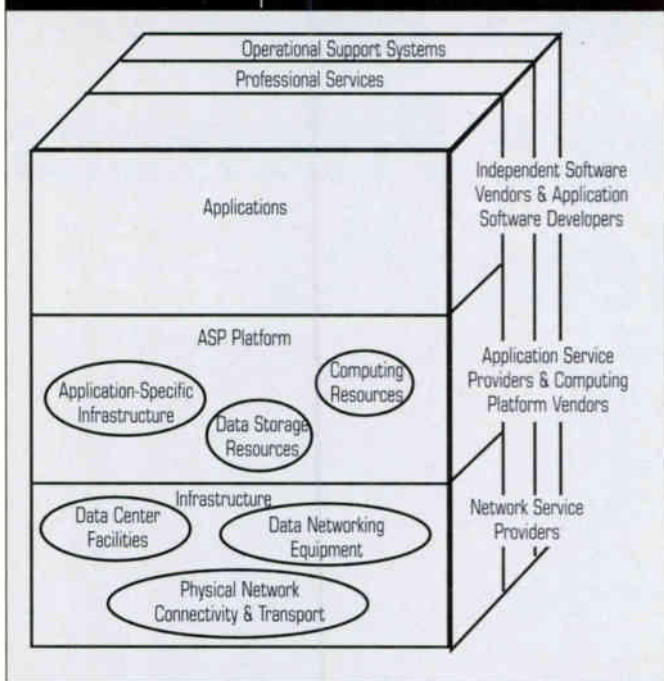 Operational Support Systems
Professional Services
Applications
Independent Software
Vendors & Application
Software Developers
ASP Platform
Application-Specific
Infrastructure
Data Storage
Resources
Computing
Resources
Application Service
Providers & Computing
Platform Vendors
Infrastructure
Data Center
Facilities
Data Networking
Equipment
Physical Network
Connectivity & Transport
Network Service
Providers